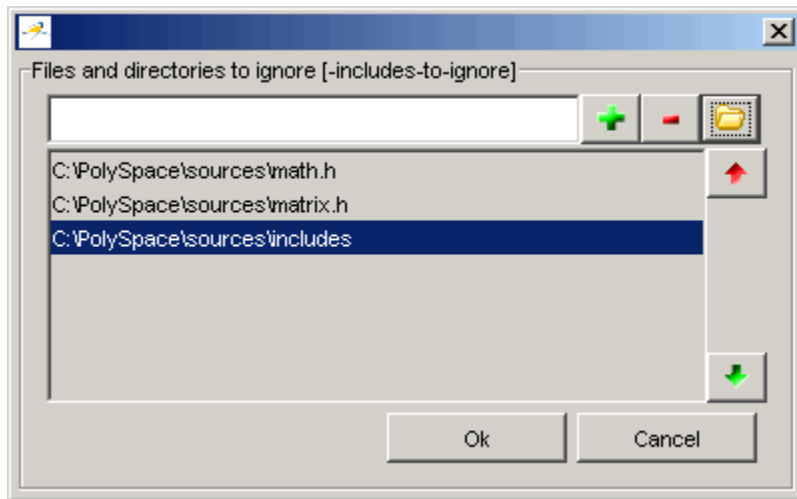 Files and directories to ignore [-includes-to-ignore]
C:\PolySpace\sources\math.h
C:\PolySpace\sources\matrix.h
C:\PolySpace\sources\includes
Ok
Cancel